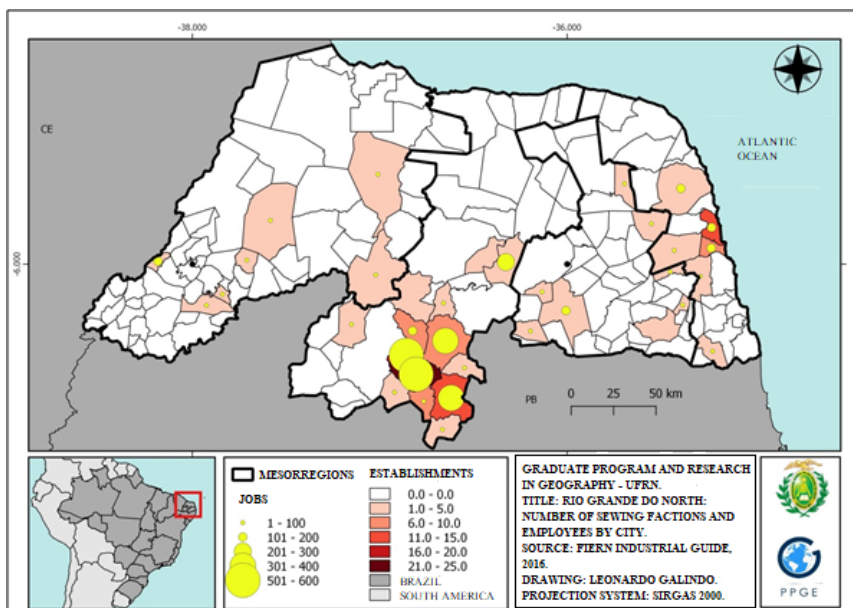 -38.000
-36.000
CE
ATLANTIC
OCEAN
-6.000
PB
0 25 50 km
MESORREGIONS
JOBS
1 - 100
101 - 200
201 - 300
301 - 400
501 - 600
ESTABLISHMENTS
0.0 - 0.0
1.0 - 5.0
6.0 - 10.0
11.0 - 15.0
16.0 - 20.0
21.0 - 25.0
BRAZIL
SOUTH AMERICA
GRADUATE PROGRAM AND RESEARCH
IN GEOGRAPHY - UFRN.
TITLE: RIO GRANDE DO NORTH:
NUMBER OF SEWING FACTIONS AND
EMPLOYEES BY CITY.
SOURCE: FIERN INDUSTRIAL GUIDE,
2016.
DRAWING: LEONARDO GALINDO.
PROJECTION SYSTEM: SIRGAS 2000.
PPGE